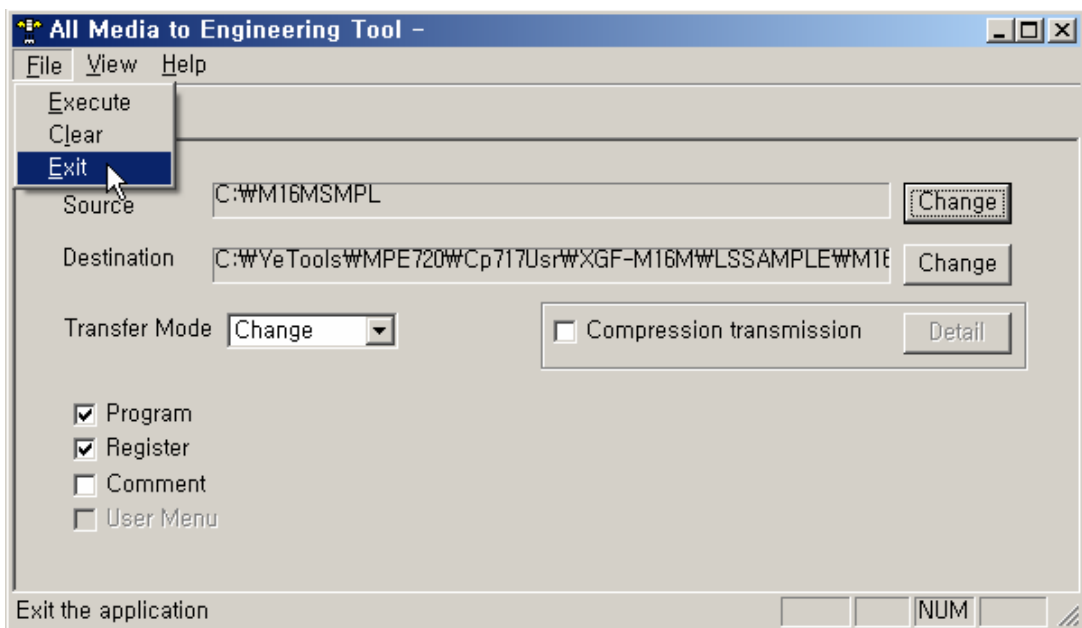 All Media to Engineering Tool -
File View Help
Execute
Clear
Exit
Source C:₩M16MSMPL Change
Destination C:₩YeTools₩MPE720₩Cp717Usr₩XGF-M16M₩LSSAMPLE₩M16 Change
Transfer Mode Change Compression transmission Detail
Program
Register
Comment
User Menu
Exit the application NUM